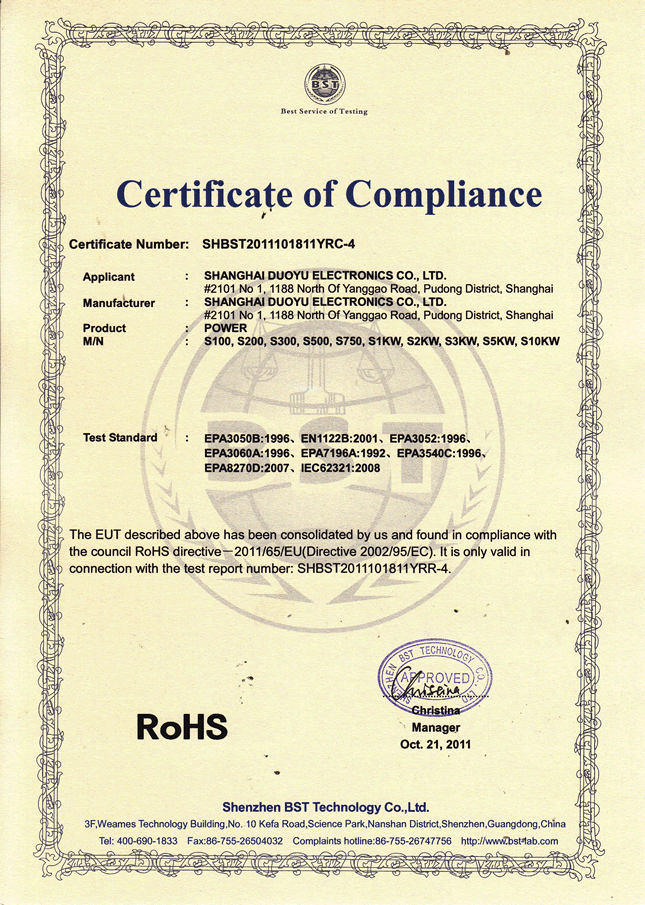 BST
Best Service of Testing
Certificate of Compliance
Certificate Number: SHBST2011101811YRC-4
Applicant : SHANGHAI DUOYU ELECTRONICS CO., LTD.
#2101 No 1, 1188 North Of Yanggao Road, Pudong District, Shanghai
Manufacturer : SHANGHAI DUOYU ELECTRONICS CO., LTD.
#2101 No 1, 1188 North Of Yanggao Road, Pudong District, Shanghai
Product : POWER
M/N : S100, S200, S300, S500, S750, S1KW, S2KW, S3KW, S5KW, S10KW
BST
Test Standard : EPA3050B:1996、EN1122B:2001、EPA3052:1996、
EPA3060A:1996、EPA7196A:1992、EPA3540C:1996、
EPA8270D:2007、IEC62321:2008
The EUT described above has been consolidated by us and found in compliance with
the council RoHS directive－2011/65/EU(Directive 2002/95/EC). It is only valid in
connection with the test report number: SHBST2011101811YRR-4.
SHENZHEN BST TECHNOLOGY CO., LTD
APPROVED
Christina
Christina
Manager
Oct. 21, 2011
RoHS
Shenzhen BST Technology Co.,Ltd.
3F,Weames Technology Building,No. 10 Kefa Road,Science Park,Nanshan District,Shenzhen,Guangdong,China
Tel: 400-690-1833 Fax:86-755-26504032 Complaints hotline:86-755-26747756 http://www.bst-lab.com